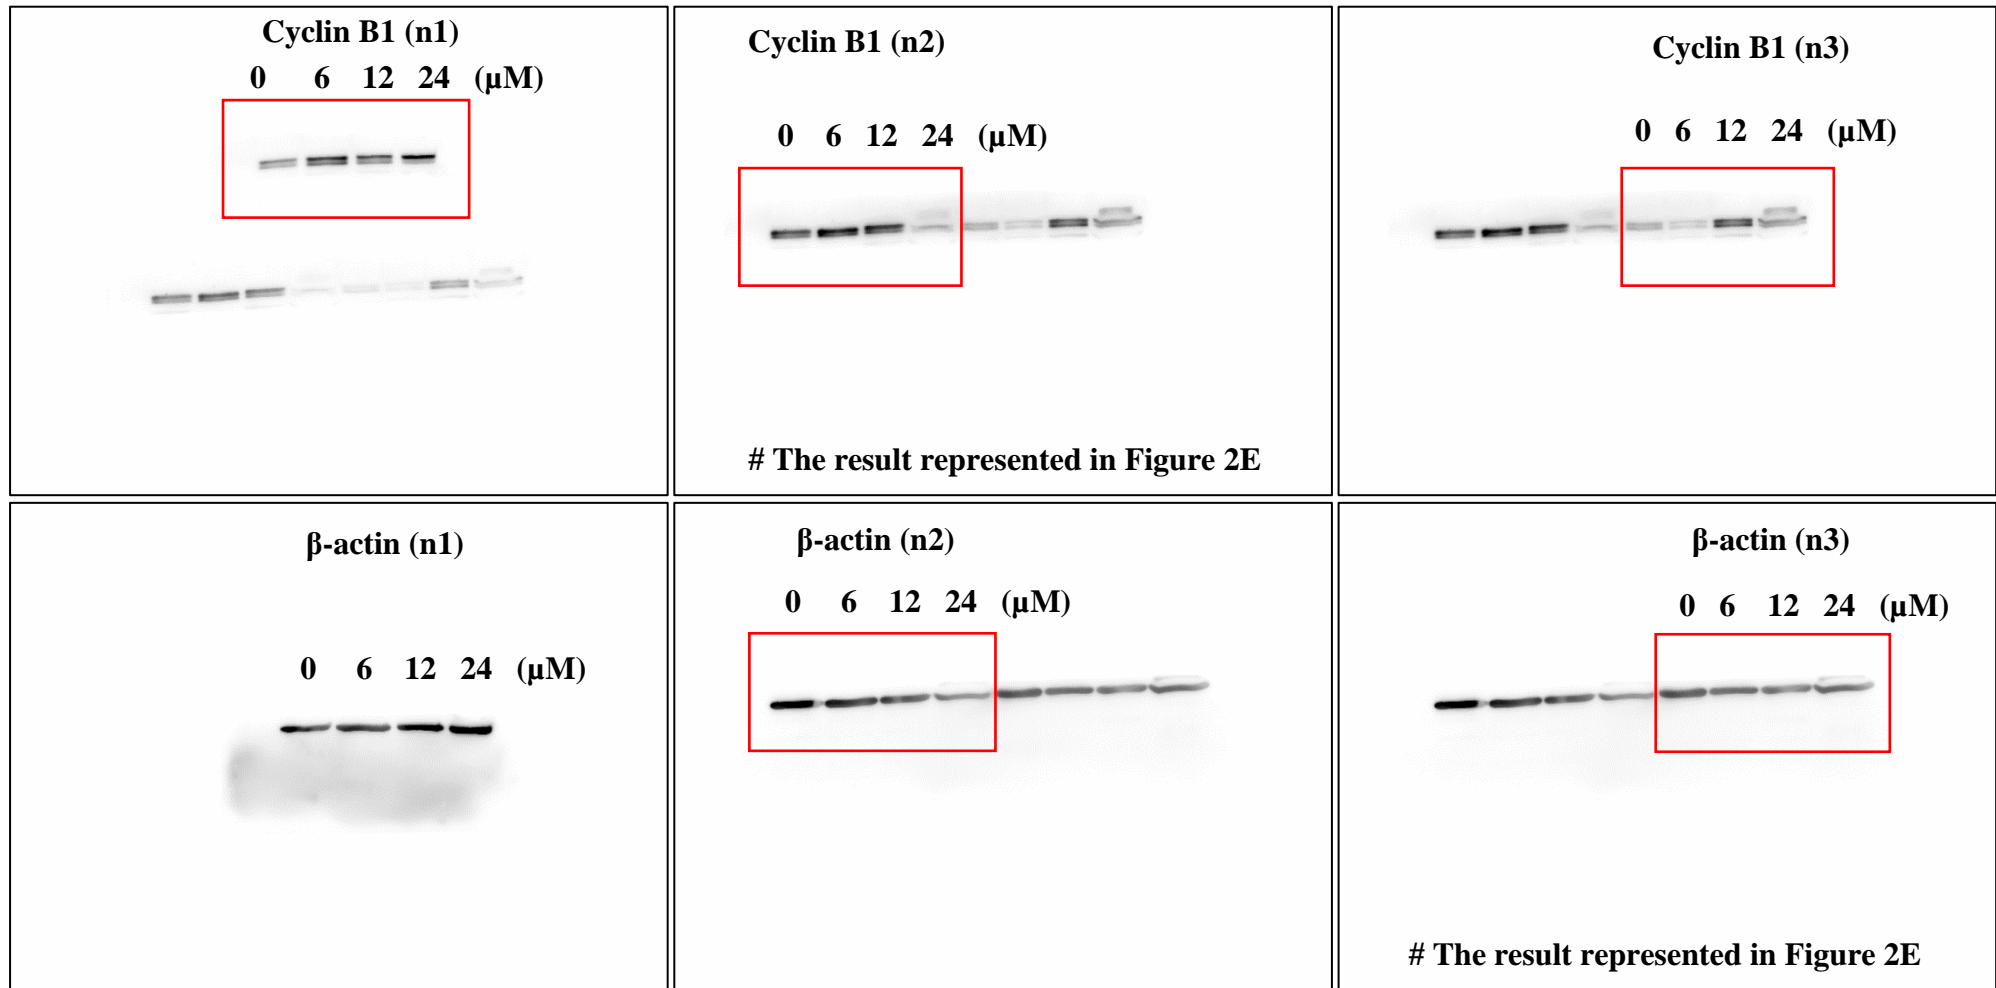 Cyclin B1 (n1)
0 6 12 24 (μM)
Cyclin B1 (n2)
0 6 12 24 (μM)
# The result represented in Figure 2E
Cyclin B1 (n3)
0 6 12 24 (μM)
β-actin (n1)
0 6 12 24 (μM)
β-actin (n2)
0 6 12 24 (μM)
β-actin (n3)
0 6 12 24 (μM)
# The result represented in Figure 2E